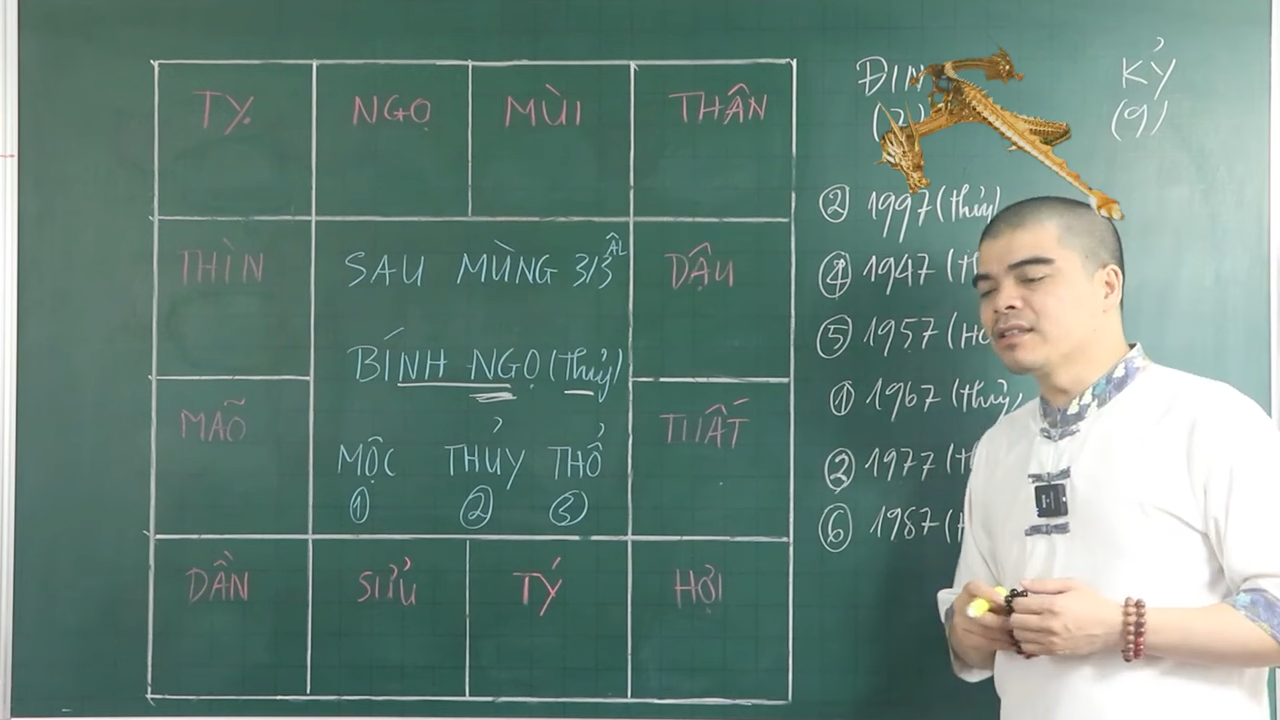 TỴ NGỌ MÙI THÂN
THÌN
SAU MÙNG 3/3 ÂL
DẬU
BÍNH NGỌ (thủy)
MÃO
TUẤT
MỘC THỦY THỔ
① ② ③
DẦN SỬU TÝ HỢI
KỶ
(9)
② 1997 (thủy)
④ 1947
⑤ 1957
① 1967 (thủy)
② 1977
⑥ 1987